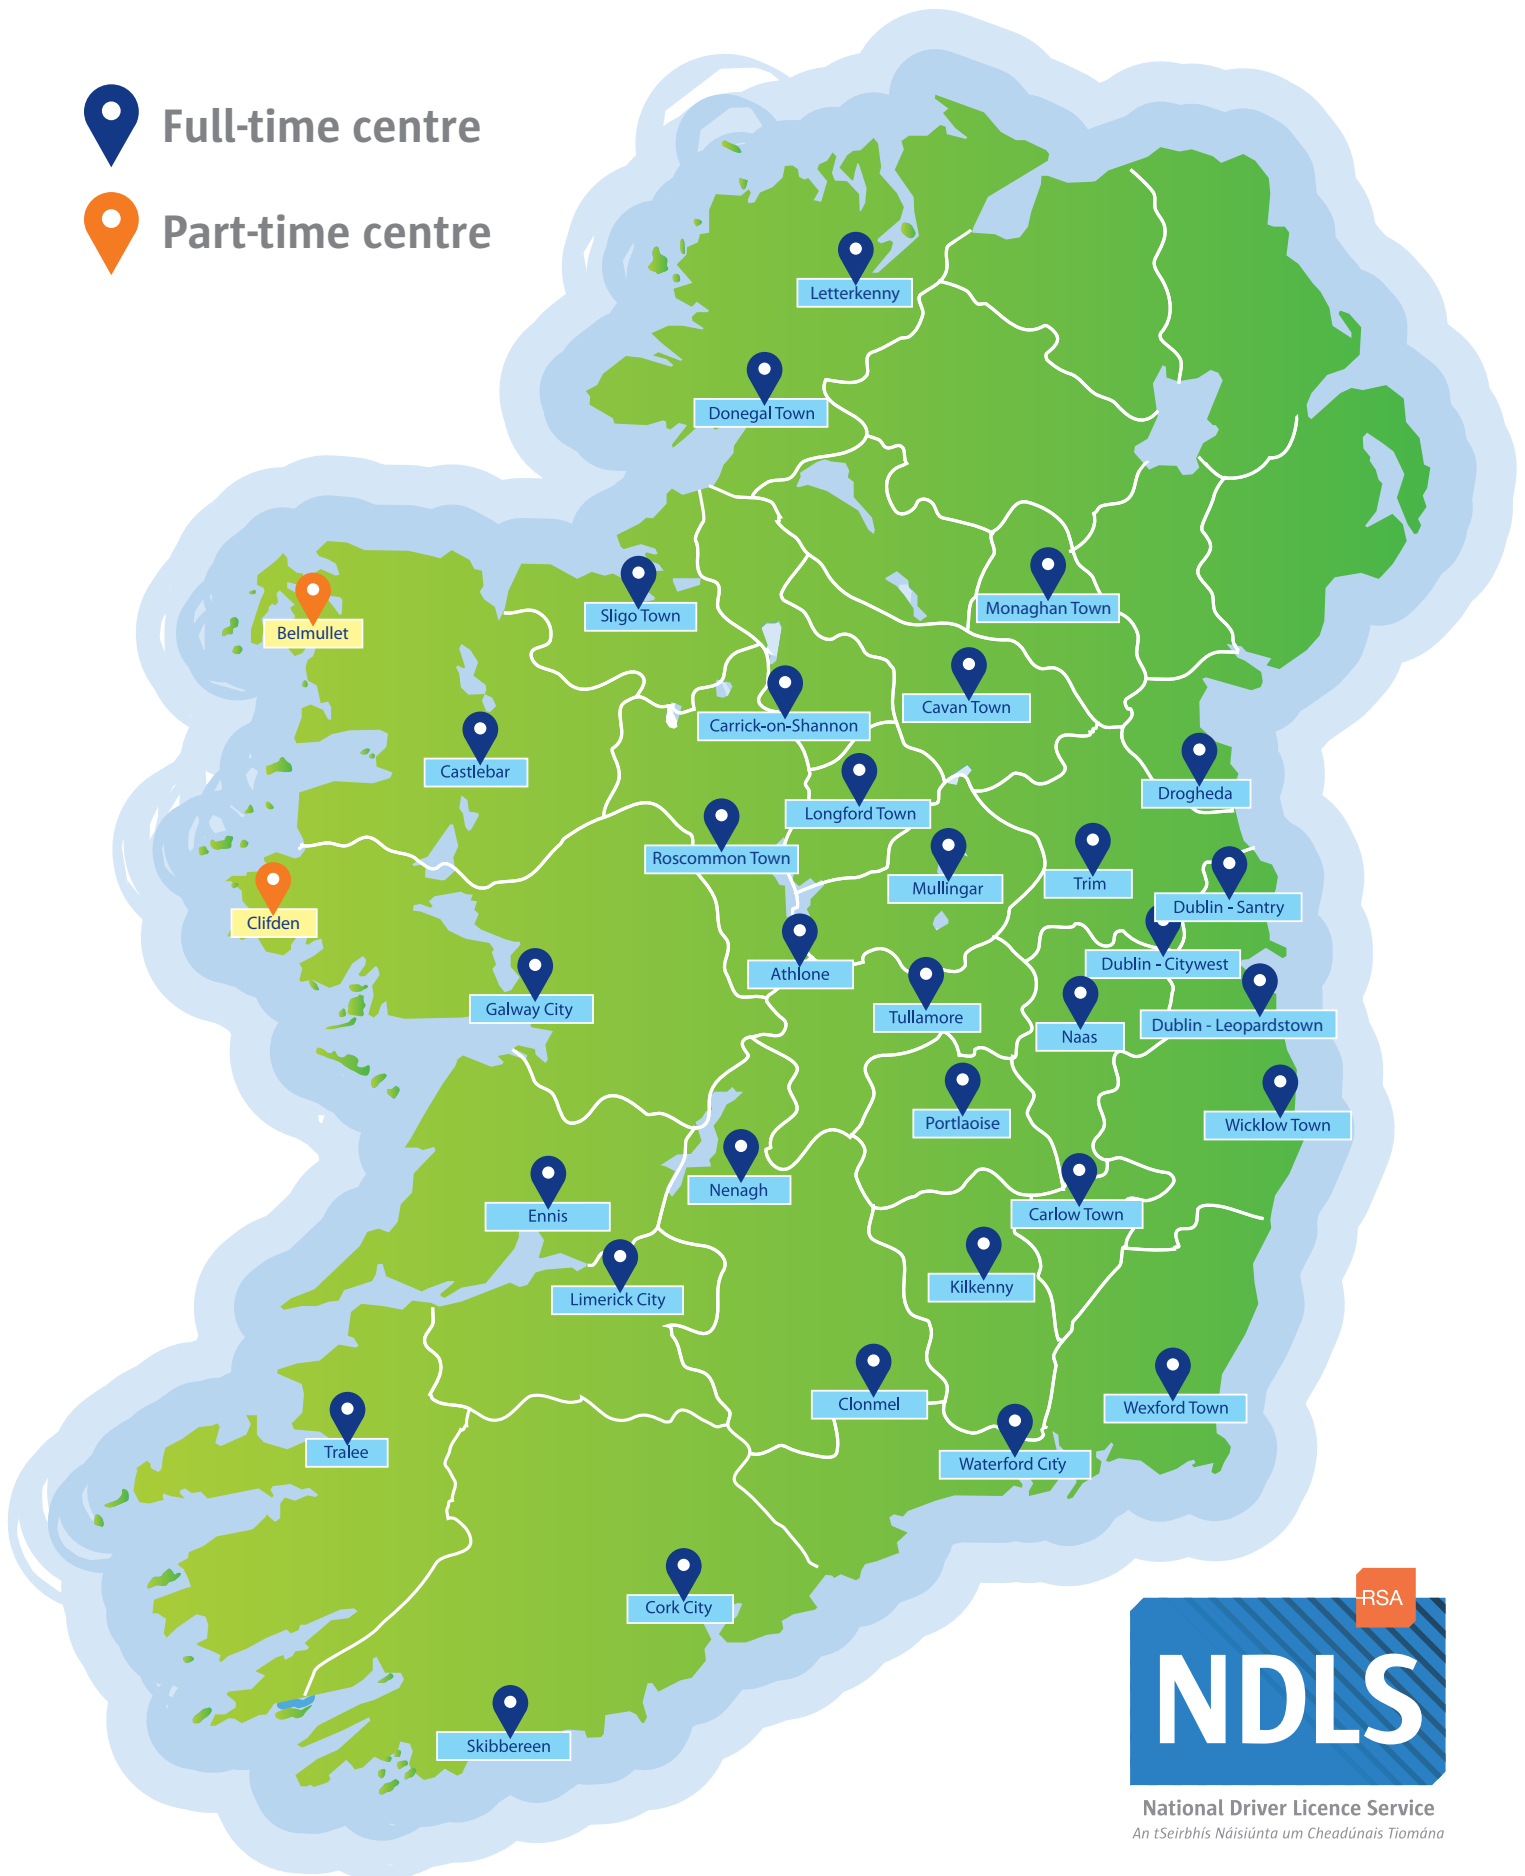 Full-time centre
Part-time centre
Letterkenny
Donegal Town
Monaghan Town
Sligo Town
Belmullet
Cavan Town
Carrick-on-Shannon
Castlebar
Drogheda
Longford Town
Roscommon Town
Mullingar
Trim
Dublin - Santry
Clifden
Dublin - Citywest
Athlone
Galway City
Tullamore
Dublin - Leopardstown
Naas
Portlaoise
Wicklow Town
Nenagh
Ennis
Carlow Town
Kilkenny
Limerick City
Clonmel
Wexford Town
Tralee
Waterford City
Cork City
Skibbereen
RSA
NDLS
National Driver Licence Service
An tSeirbhís Náisiúnta um Cheadúnais Tiomána